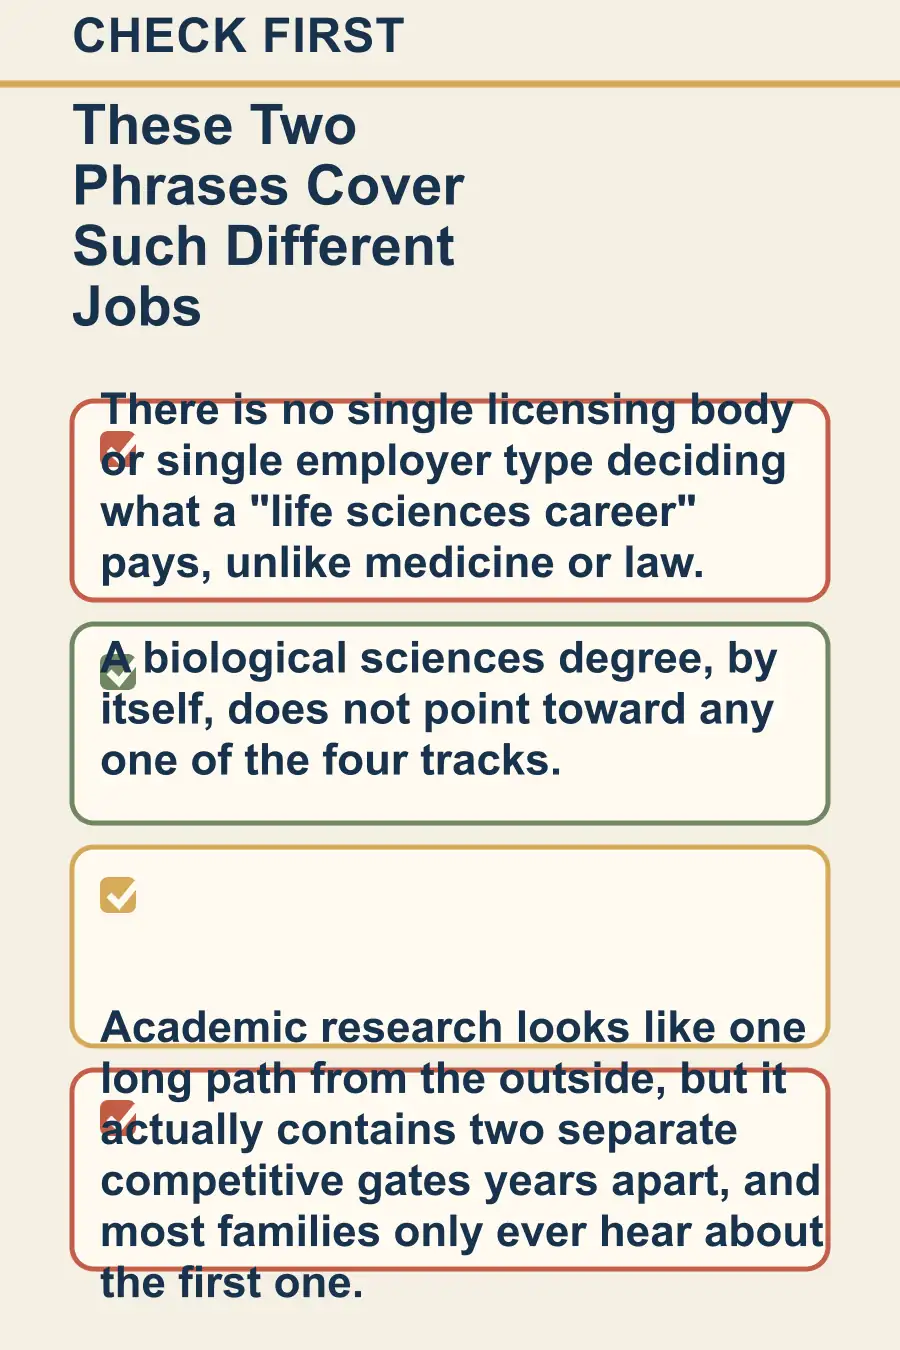 CHECK FIRST
These Two
Phrases Cover
Such Different
Jobs
There is no single licensing body
or single employer type deciding
what a "life sciences career"
pays, unlike medicine or law.
A biological sciences degree, by
itself, does not point toward any
one of the four tracks.
Academic research looks like one
long path from the outside, but it
actually contains two separate
competitive gates years apart, and
most families only ever hear about
the first one.